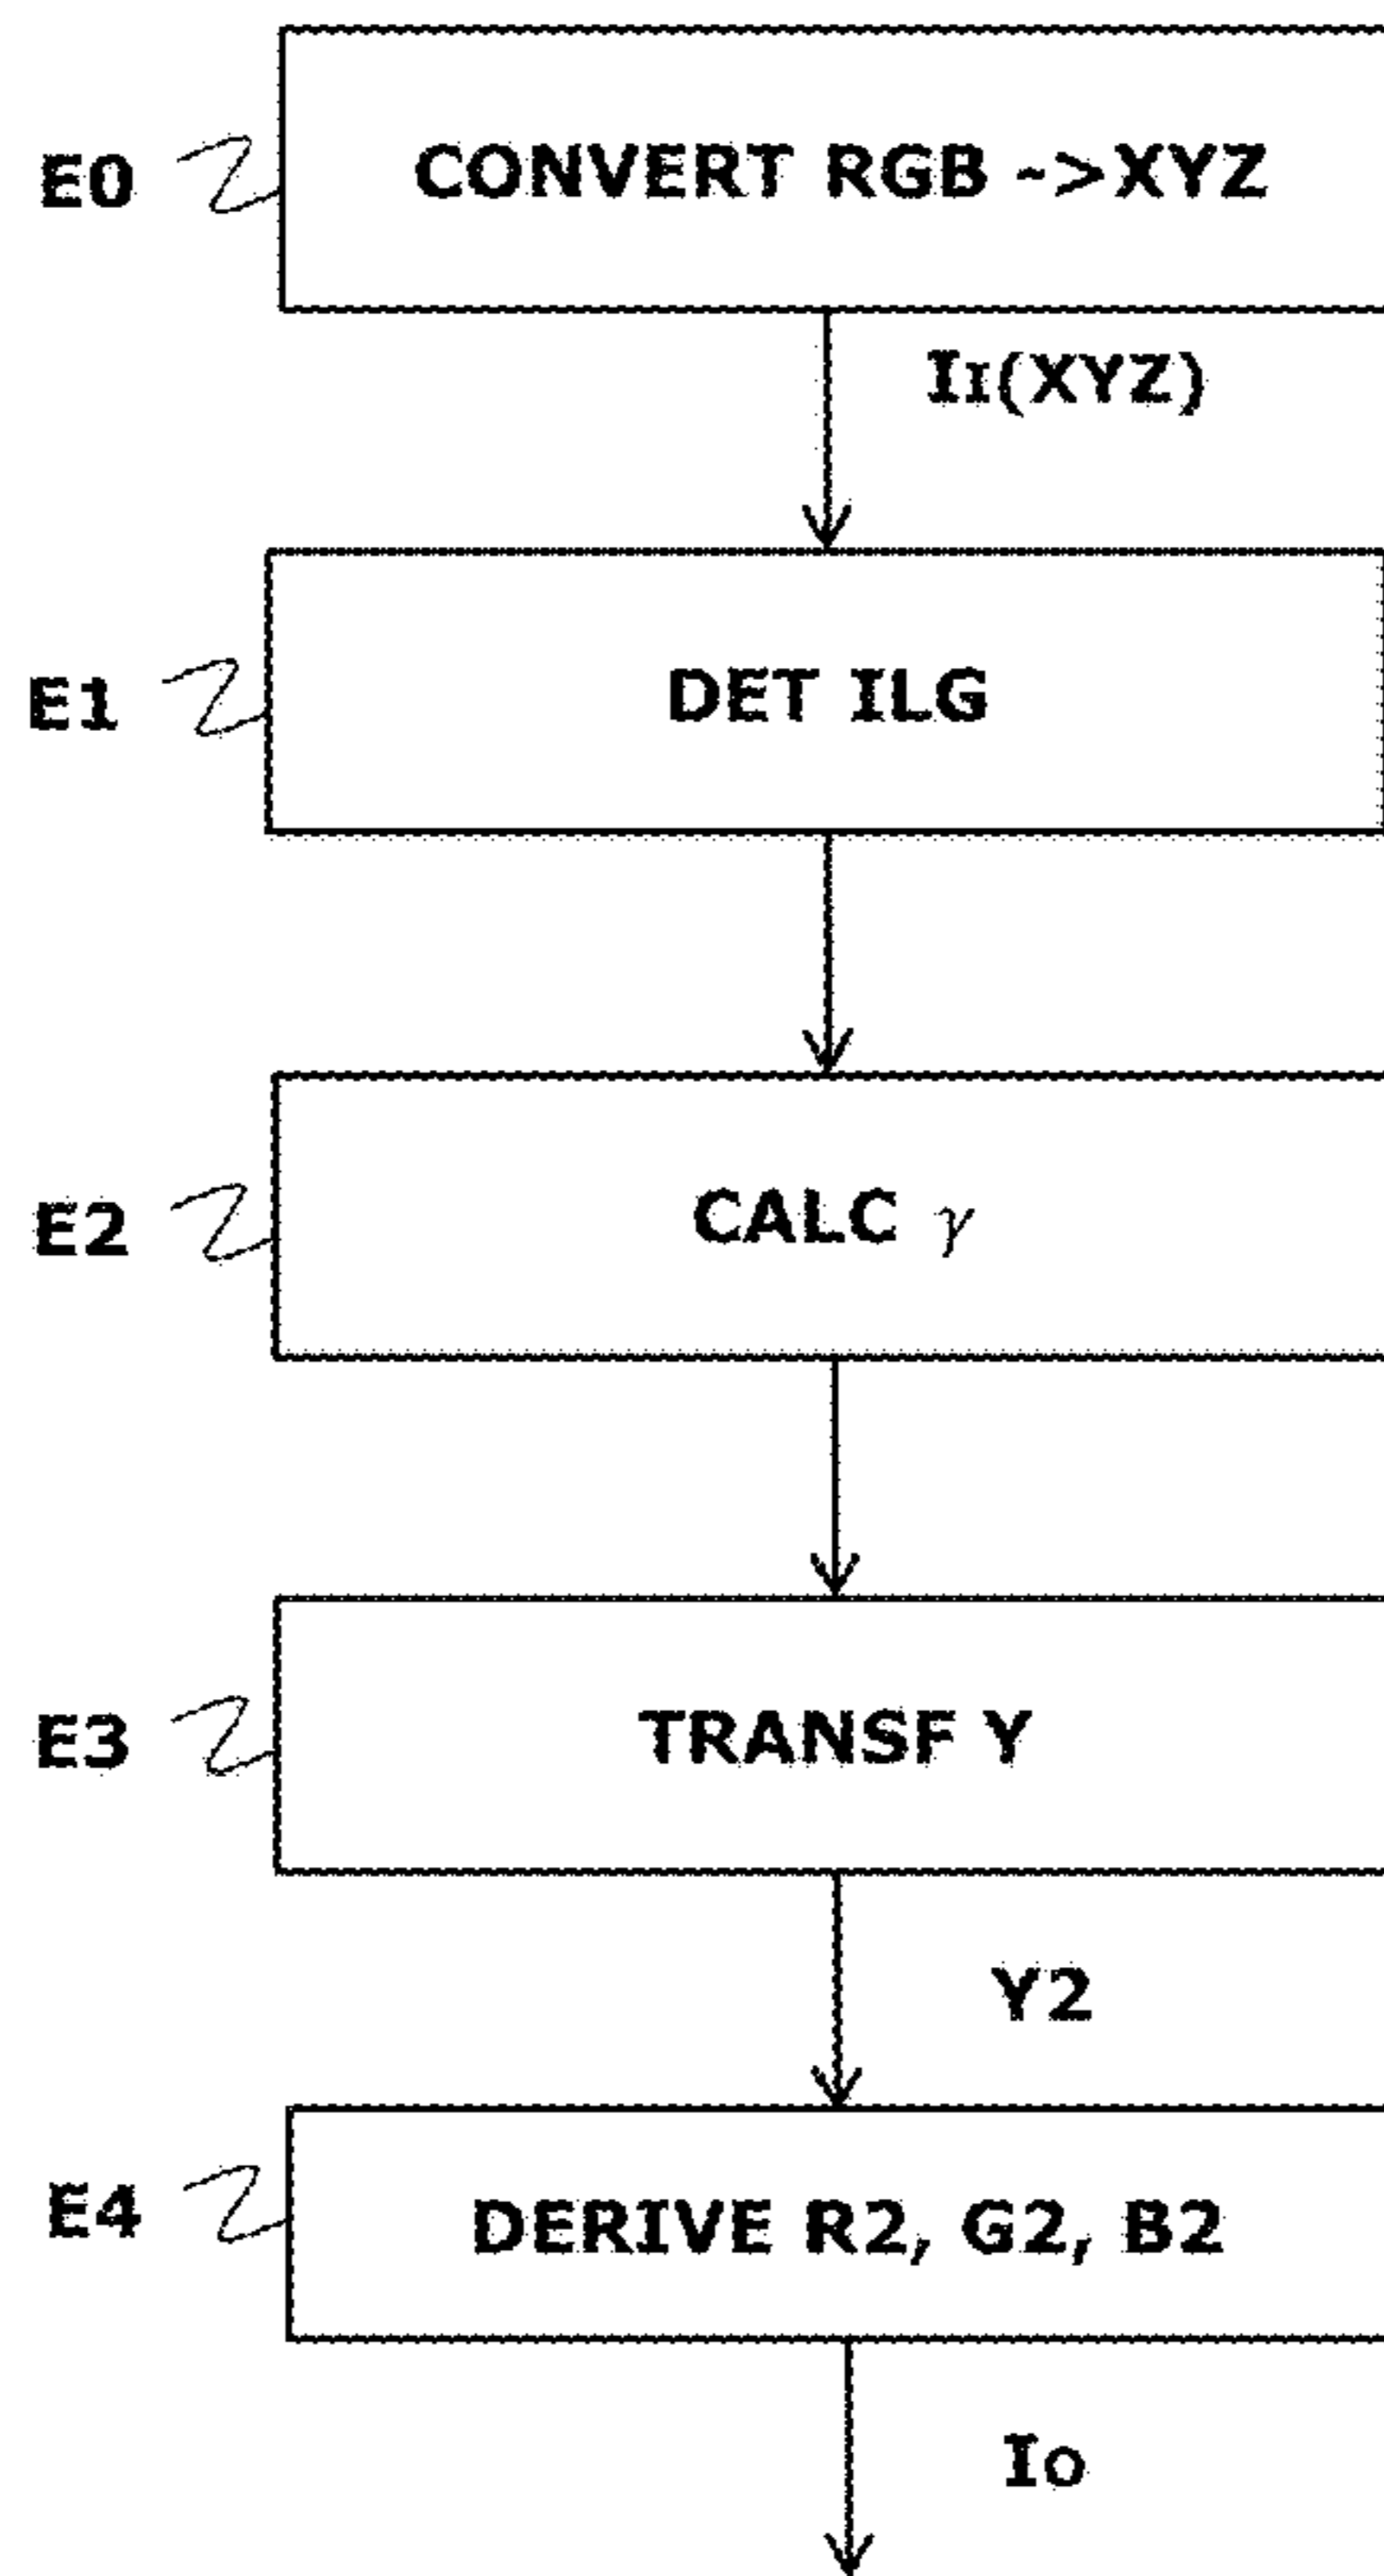 E0 CONVERT RGB ->XYZ
II(XYZ)
E1 DET ILG
E2 CALC γ
E3 TRANSF Y
Y2
E4 DERIVE R2, G2, B2
IO